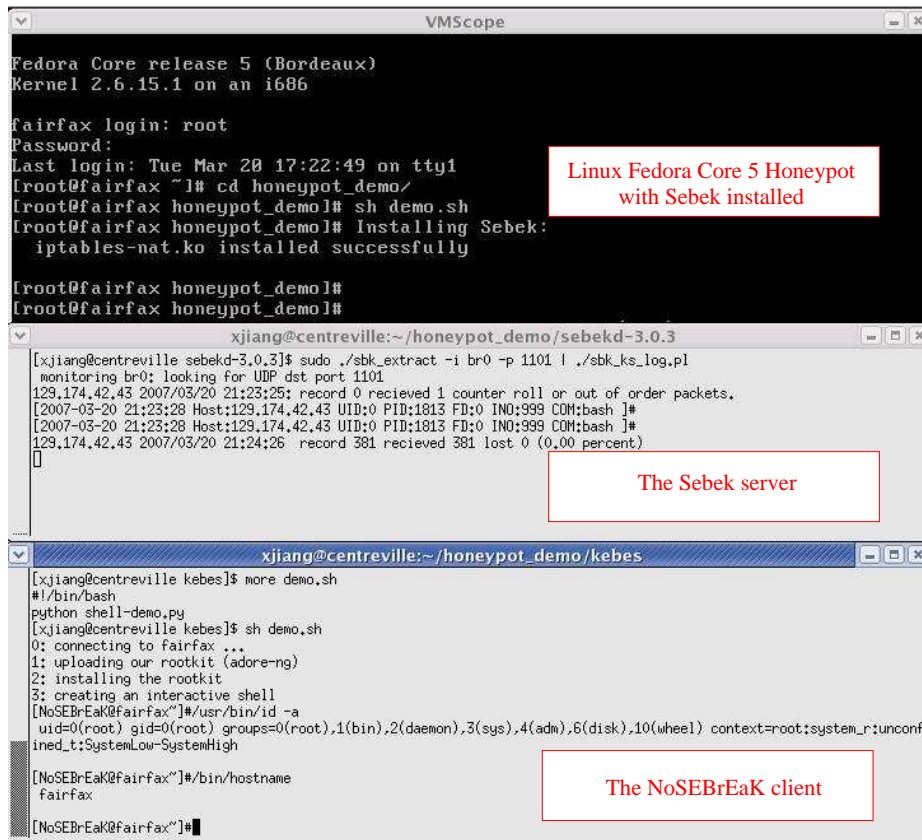 VMScope
Fedora Core release 5 (Bordeaux)
Kernel 2.6.15.1 on an i686
fairfax login: root
Password:
Last login: Tue Mar 20 17:22:49 on tty1
[root@fairfax ~]# cd honeypot_demo/
[root@fairfax honeypot_demo]# sh demo.sh
[root@fairfax honeypot_demo]# Installing Sebek:
iptables-nat.ko installed successfully
[root@fairfax honeypot_demo]#
[root@fairfax honeypot_demo]#
Linux Fedora Core 5 Honeypot
with Sebek installed
xjiang@centreville:~/honeypot_demo/sebekd-3.0.3
[xjiang@centreville sebekd-3.0.3]$ sudo ./sbk_extract -i br0 -p 1101 | ./sbk_ks_log.pl
monitoring br0: looking for UDP dst port 1101
129.174.42.43 2007/03/20 21:23:25: record 0 recieved 1 counter roll or out of order packets.
[2007-03-20 21:23:28 Host:129.174.42.43 UID:0 PID:1813 FD:0 INO:999 COM:bash ]#
[2007-03-20 21:23:28 Host:129.174.42.43 UID:0 PID:1813 FD:0 INO:999 COM:bash ]#
129.174.42.43 2007/03/20 21:24:26 record 381 recieved 381 lost 0 (0.00 percent)
The Sebek server
xjiang@centreville:~/honeypot_demo/kebes
[xjiang@centreville kebes]$ more demo.sh
#!/bin/bash
python shell-demo.py
[xjiang@centreville kebes]$ sh demo.sh
0: connecting to fairfax ...
1: uploading our rootkit (adore-ng)
2: installing the rootkit
3: creating an interactive shell
[NoSEBrEaK@fairfax~]#/usr/bin/id -a
uid=0(root) gid=0(root) groups=0(root),1(bin),2(daemon),3(sys),4(adm),6(disk),10(wheel) context=root:system_r:unconf
ined_t:SystemLow-SystemHigh
[NoSEBrEaK@fairfax~]#/bin/hostname
fairfax
[NoSEBrEaK@fairfax~]#
The NoSEBrEaK client